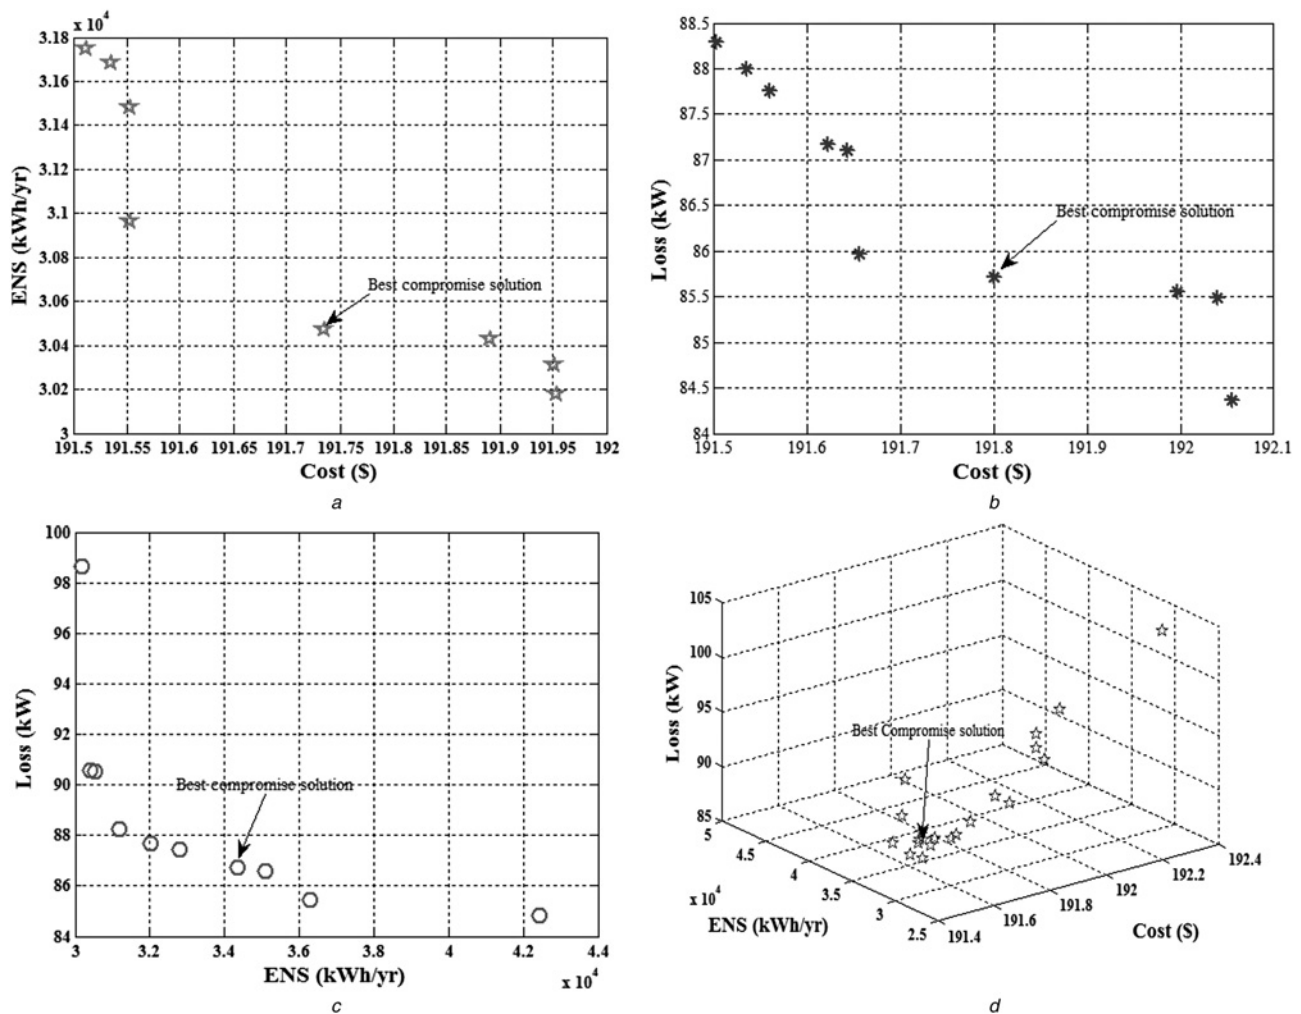 x 10⁴
3.18
3.16
3.14
3.12
3.1
3.08
3.06
3.04
3.02
3
ENS (kWh/yr)
Best compromise solution
191.5 191.55 191.6 191.65 191.7 191.75 191.8 191.85 191.9 191.95 192
Cost ($)
a
88.5
88
87.5
87
86.5
86
85.5
85
84.5
84
Loss (kW)
Best compromise solution
191.5 191.6 191.7 191.8 191.9 192 192.1
Cost ($)
b
100
98
96
94
92
90
88
86
84
Loss (kW)
Best compromise solution
3 3.2 3.4 3.6 3.8 4 4.2 4.4
ENS (kWh/yr)
x 10⁴
c
105
100
95
90
85
Loss (kW)
Best Compromise solution
5
4.5
4
3.5
3
2.5
x 10⁴
ENS (kWh/yr)
191.4
191.6
191.8
192
192.2
192.4
Cost ($)
d